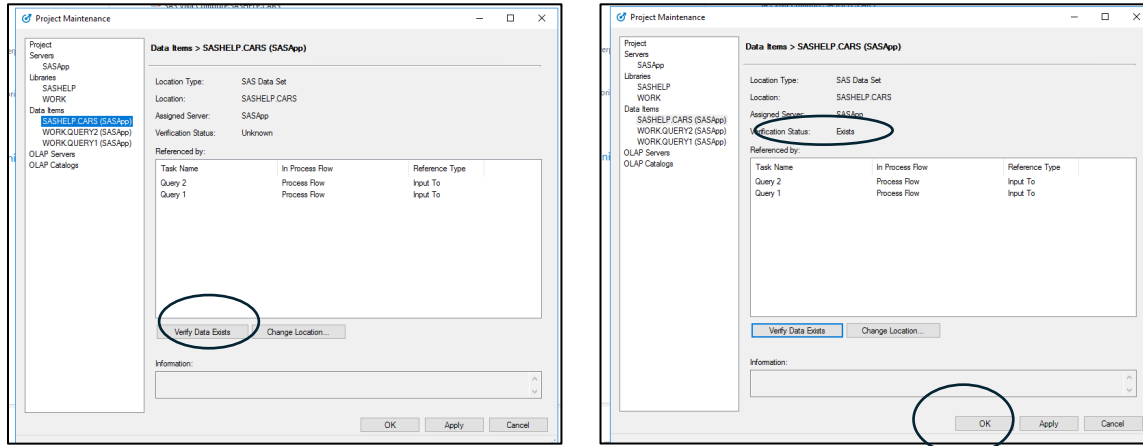 Project Maintenance
Project
Servers
SASApp
Libraries
SASHELP
WORK
Data Items
SASHELP.CARS (SASApp)
WORK.QUERY2 (SASApp)
WORK.QUERY1 (SASApp)
OLAP Servers
OLAP Catalogs
Data Items > SASHELP.CARS (SASApp)
Location Type: SAS Data Set
Location: SASHELP.CARS
Assigned Server: SASApp
Verification Status: Unknown
Referenced by:
Task Name In Process Flow Reference Type
Query 2 Process Flow Input To
Query 1 Process Flow Input To
Verify Data Exists Change Location...
Information:
OK Apply Cancel
Project Maintenance
Project
Servers
SASApp
Libraries
SASHELP
WORK
Data Items
SASHELP.CARS (SASApp)
WORK.QUERY2 (SASApp)
WORK.QUERY1 (SASApp)
OLAP Servers
OLAP Catalogs
Data Items > SASHELP.CARS (SASApp)
Location Type: SAS Data Set
Location: SASHELP.CARS
Assigned Server: SASApp
Verification Status: Exists
Referenced by:
Task Name In Process Flow Reference Type
Query 2 Process Flow Input To
Query 1 Process Flow Input To
Verify Data Exists Change Location...
Information:
OK Apply Cancel